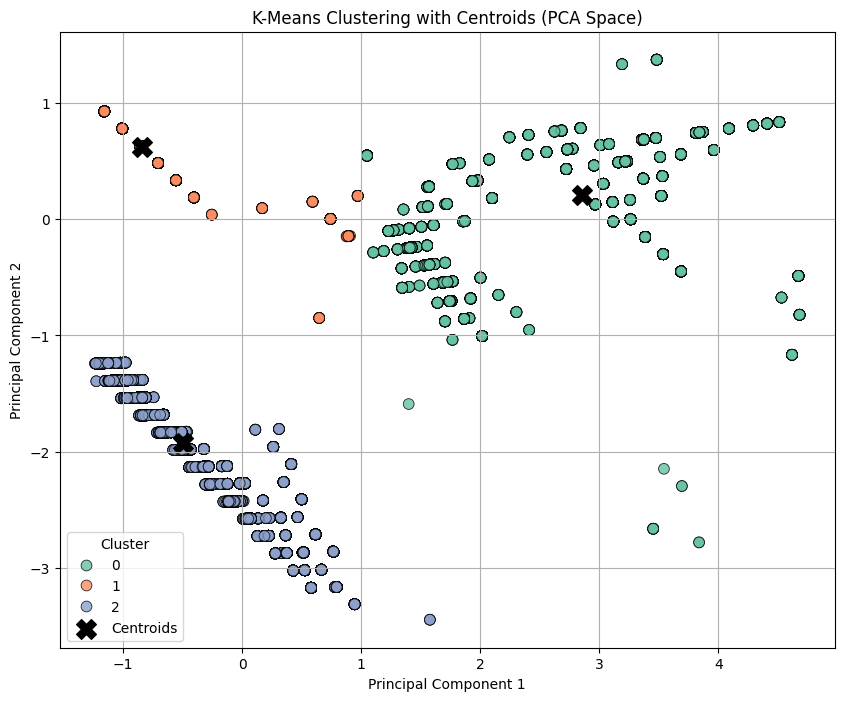 K-Means Clustering with Centroids (PCA Space)
Principal Component 2
1
0
−1
−2
−3
Cluster
0
1
2
Centroids
−1
0
1
2
3
4
Principal Component 1